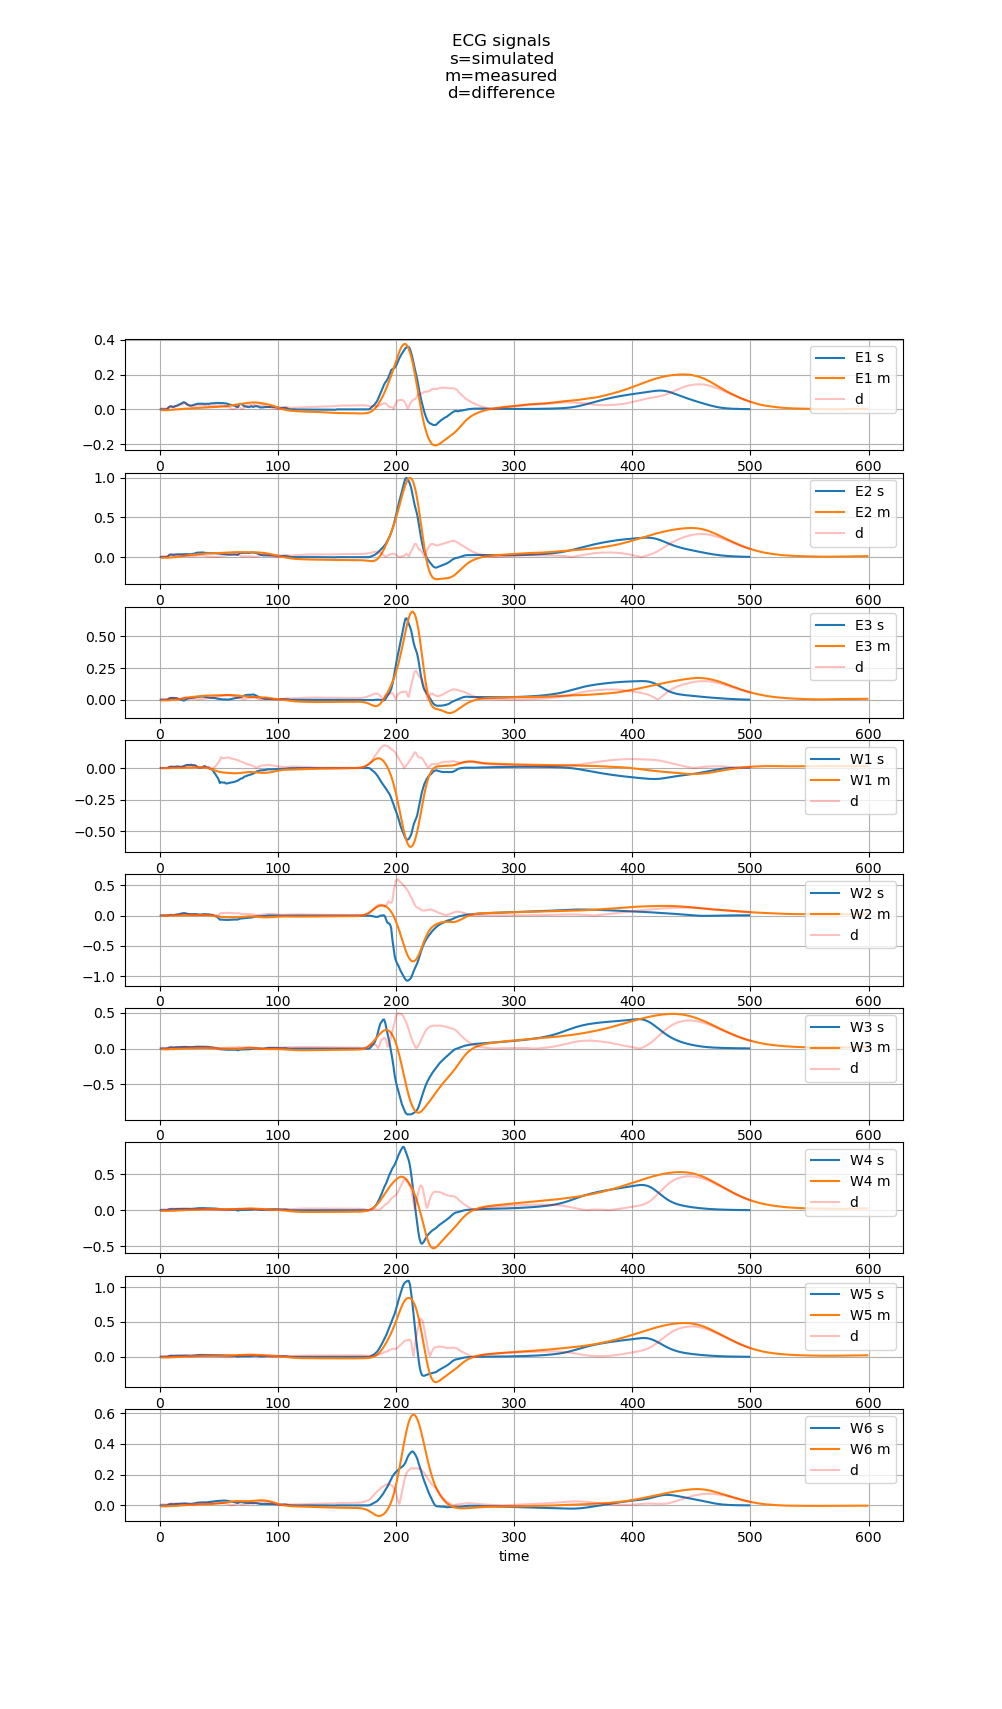 ECG signals
s=simulated
m=measured
d=difference
0.4
0.2
0.0
−0.2
E1 s
E1 m
d
0 100 200 300 400 500 600
1.0
0.5
0.0
E2 s
E2 m
d
0 100 200 300 400 500 600
0.50
0.25
0.00
E3 s
E3 m
d
0 100 200 300 400 500 600
0.00
−0.25
−0.50
W1 s
W1 m
d
0 100 200 300 400 500 600
0.5
0.0
−0.5
−1.0
W2 s
W2 m
d
0 100 200 300 400 500 600
0.5
0.0
−0.5
W3 s
W3 m
d
0 100 200 300 400 500 600
0.5
0.0
−0.5
W4 s
W4 m
d
0 100 200 300 400 500 600
1.0
0.5
0.0
W5 s
W5 m
d
0 100 200 300 400 500 600
0.6
0.4
0.2
0.0
W6 s
W6 m
d
0 100 200 300 400 500 600
time